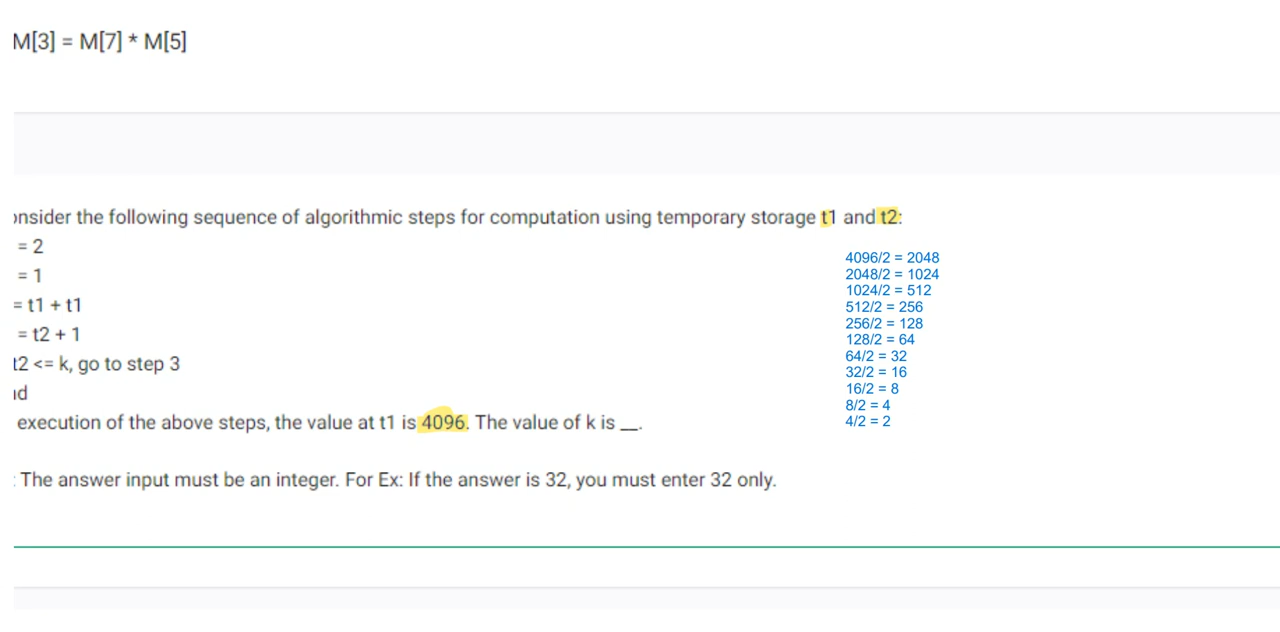 M[3] = M[7] * M[5]
onsider the following sequence of algorithmic steps for computation using temporary storage t1 and t2:
= 2
= 1
= t1 + t1
= t2 + 1
t2 <= k, go to step 3
nd
execution of the above steps, the value at t1 is 4096. The value of k is __.
: The answer input must be an integer. For Ex: If the answer is 32, you must enter 32 only.
4096/2 = 2048
2048/2 = 1024
1024/2 = 512
512/2 = 256
256/2 = 128
128/2 = 64
64/2 = 32
32/2 = 16
16/2 = 8
8/2 = 4
4/2 = 2